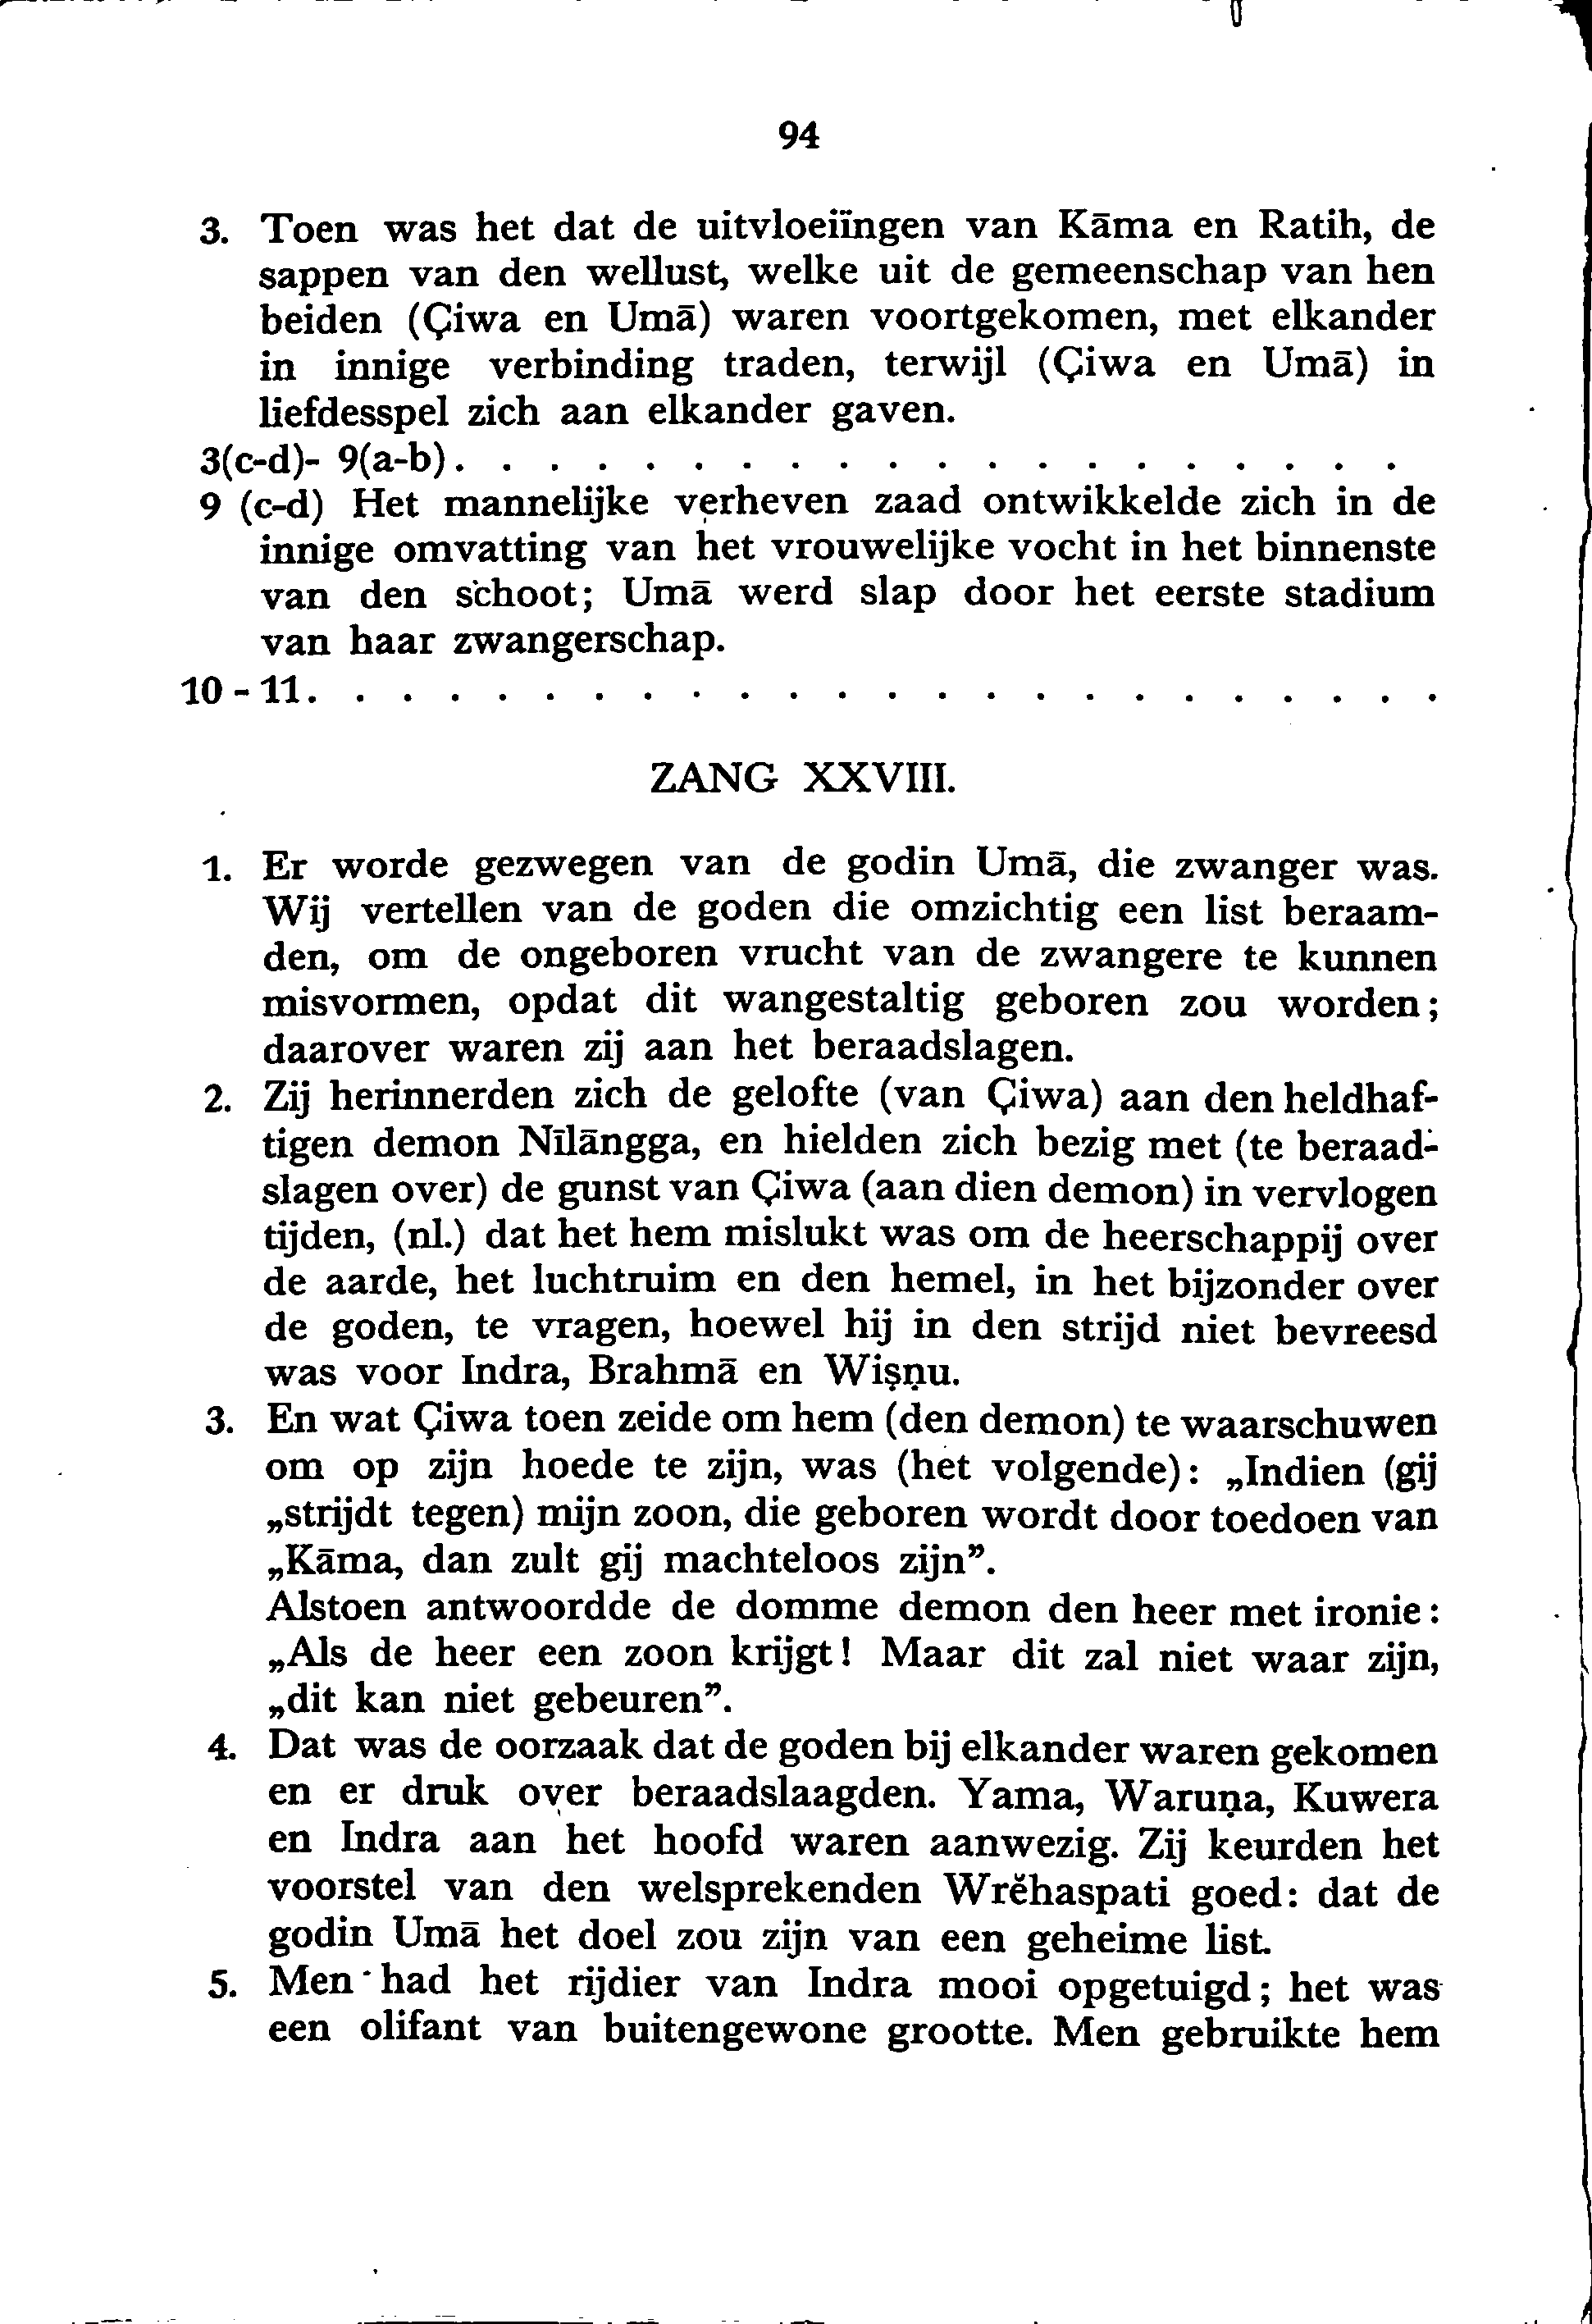 94
3. Toen was het dat de uitvloeiïngen van Kāma en Ratih, de
sappen van den wellust, welke uit de gemeenschap van hen
beiden (Çiwa en Umā) waren voortgekomen, met elkander
in innige verbinding traden, terwijl (Çiwa en Umā) in
liefdesspel zich aan elkander gaven.
3(c-d)- 9(a-b). . . . . . . . . . . . . . . . . . . .
9 (c-d) Het mannelijke verheven zaad ontwikkelde zich in de
innige omvatting van het vrouwelijke vocht in het binnenste
van den schoot; Umā werd slap door het eerste stadium
van haar zwangerschap.
10 - 11. . . . . . . . . . . . . . . . . . . . . . . .
ZANG XXVIII.
1. Er worde gezwegen van de godin Umā, die zwanger was.
Wij vertellen van de goden die omzichtig een list beraam-
den, om de ongeboren vrucht van de zwangere te kunnen
misvormen, opdat dit wangestaltig geboren zou worden;
daarover waren zij aan het beraadslagen.
2. Zij herinnerden zich de gelofte (van Çiwa) aan den heldhaf-
tigen demon Nīlāngga, en hielden zich bezig met (te beraad-
slagen over) de gunst van Çiwa (aan dien demon) in vervlogen
tijden, (nl.) dat het hem mislukt was om de heerschappij over
de aarde, het luchtruim en den hemel, in het bijzonder over
de goden, te vragen, hoewel hij in den strijd niet bevreesd
was voor Indra, Brahmā en Wiṣṇu.
3. En wat Çiwa toen zeide om hem (den demon) te waarschuwen
om op zijn hoede te zijn, was (het volgende): „Indien (gij
„strijdt tegen) mijn zoon, die geboren wordt door toedoen van
„Kāma, dan zult gij machteloos zijn”.
Alstoen antwoordde de domme demon den heer met ironie:
„Als de heer een zoon krijgt! Maar dit zal niet waar zijn,
„dit kan niet gebeuren”.
4. Dat was de oorzaak dat de goden bij elkander waren gekomen
en er druk over beraadslaagden. Yama, Waruṇa, Kuwera
en Indra aan het hoofd waren aanwezig. Zij keurden het
voorstel van den welsprekenden Wrĕhaspati goed: dat de
godin Umā het doel zou zijn van een geheime list.
5. Men had het rijdier van Indra mooi opgetuigd; het was
een olifant van buitengewone grootte. Men gebruikte hem